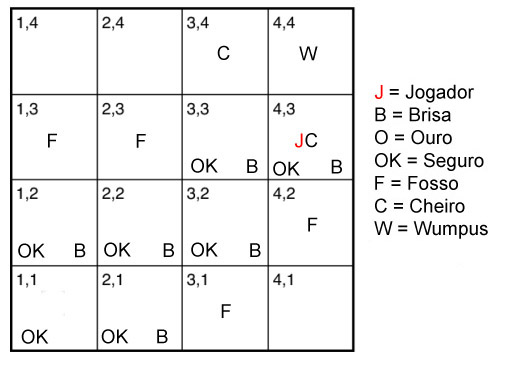 1,4 2,4 3,4 4,4
C W
1,3 2,3 3,3 4,3
F F JC
OK B OK B
1,2 2,2 3,2 4,2
F
OK B OK B OK B
1,1 2,1 3,1 4,1
F
OK OK B
J = Jogador
B = Brisa
O = Ouro
OK = Seguro
F = Fosso
C = Cheiro
W = Wumpus